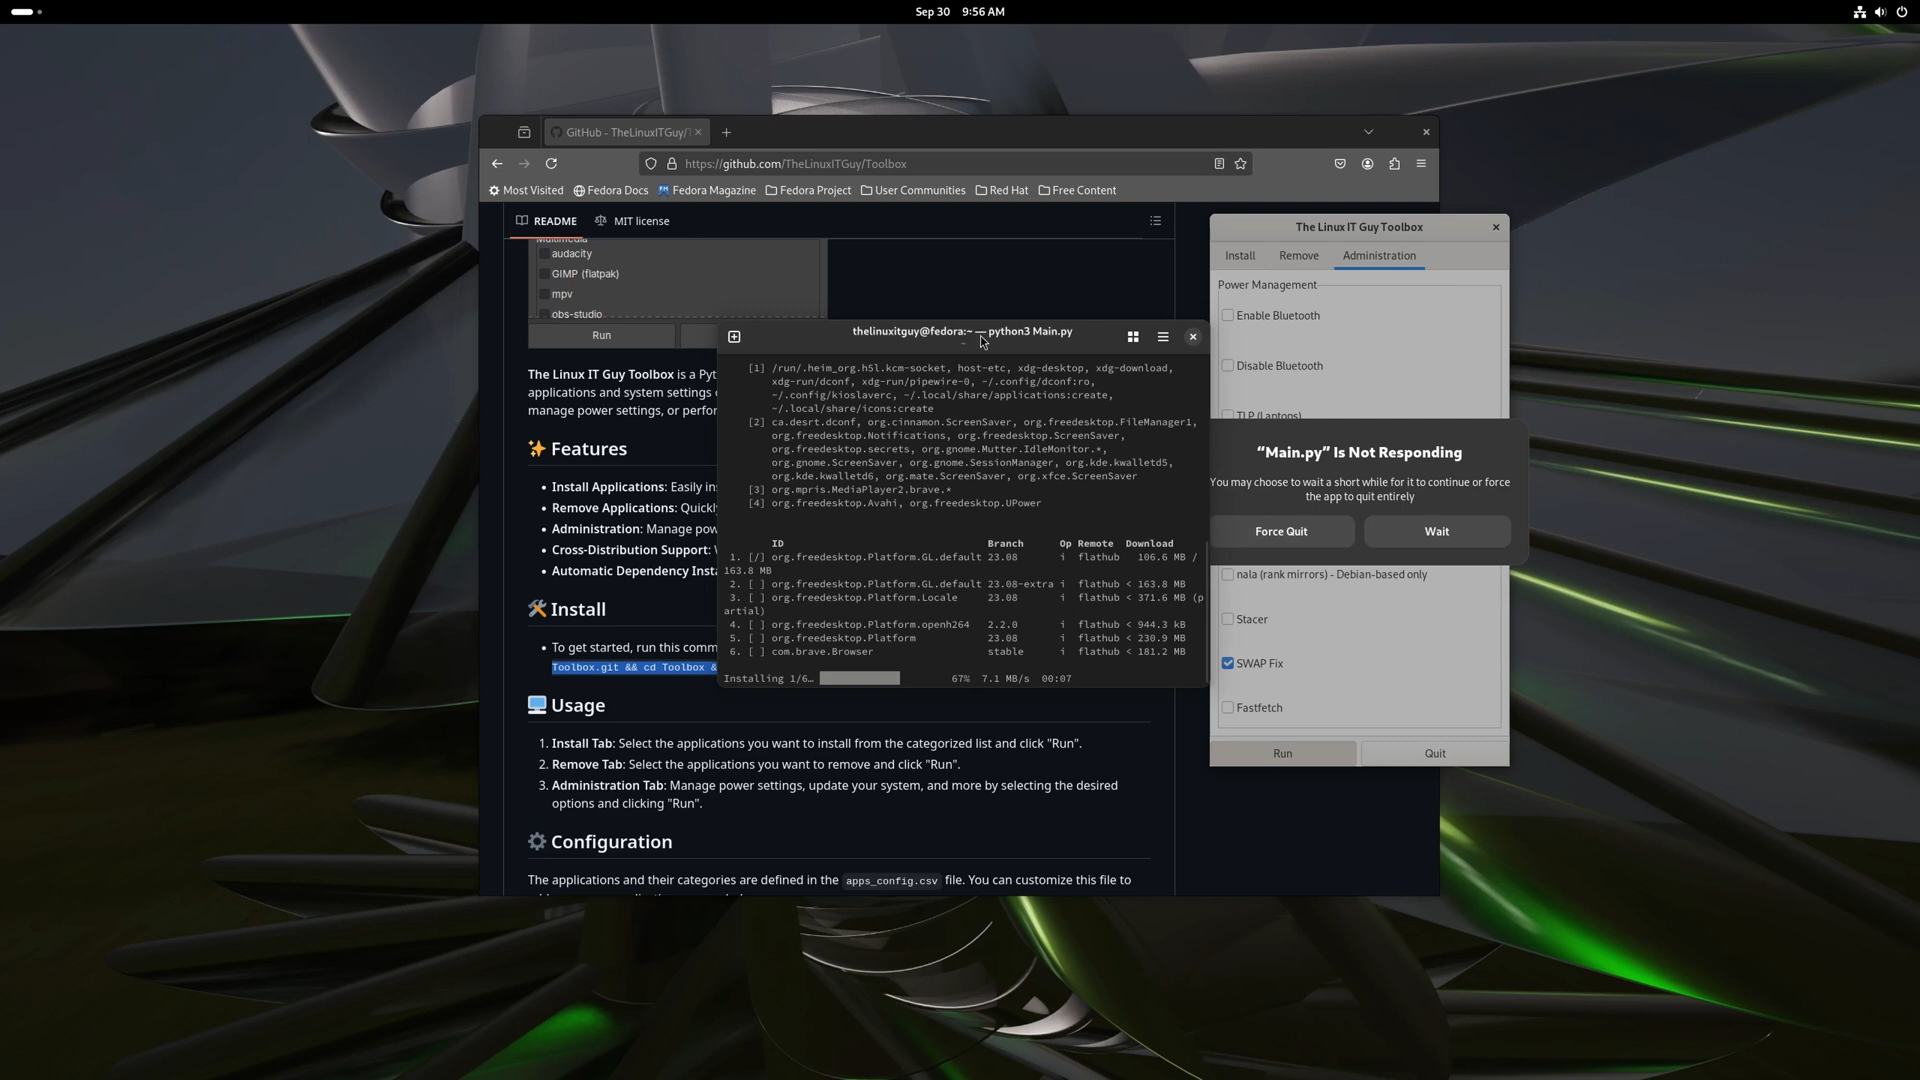 Sep 30 9:56 AM
GitHub - TheLinuxITGuy/T
https://github.com/TheLinuxITGuy/Toolbox
Most Visited Fedora Docs Fedora Magazine Fedora Project User Communities Red Hat Free Content
README MIT license
Multimedia
audacity
GIMP (flatpak)
mpv
obs-studio
Run
The Linux IT Guy Toolbox is a Pyt
applications and system settings
manage power settings, or perfor
✨ Features
• Install Applications: Easily ins
• Remove Applications: Quickly
• Administration: Manage pow
• Cross-Distribution Support:
• Automatic Dependency Insta
🛠 Install
• To get started, run this comm
Toolbox.git && cd Toolbox &
🖥 Usage
1. Install Tab: Select the applications you want to install from the categorized list and click "Run".
2. Remove Tab: Select the applications you want to remove and click "Run".
3. Administration Tab: Manage power settings, update your system, and more by selecting the desired
options and clicking "Run".
⚙ Configuration
The applications and their categories are defined in the apps_config.csv file. You can customize this file to
thelinuxitguy@fedora:~ — python3 Main.py
~
[1] /run/.heim_org.h5l.kcm-socket, host-etc, xdg-desktop, xdg-download,
xdg-run/dconf, xdg-run/pipewire-0, ~/.config/dconf:ro,
~/.config/kioslaverc, ~/.local/share/applications:create,
~/.local/share/icons:create
[2] ca.desrt.dconf, org.cinnamon.ScreenSaver, org.freedesktop.FileManager1,
org.freedesktop.Notifications, org.freedesktop.ScreenSaver,
org.freedesktop.secrets, org.gnome.Mutter.IdleMonitor.*,
org.gnome.ScreenSaver, org.gnome.SessionManager, org.kde.kwalletd5,
org.kde.kwalletd6, org.mate.ScreenSaver, org.xfce.ScreenSaver
[3] org.mpris.MediaPlayer2.brave.*
[4] org.freedesktop.Avahi, org.freedesktop.UPower
ID Branch Op Remote Download
1. [/] org.freedesktop.Platform.GL.default 23.08 i flathub 106.6 MB /
163.8 MB
2. [ ] org.freedesktop.Platform.GL.default 23.08-extra i flathub < 163.8 MB
3. [ ] org.freedesktop.Platform.Locale 23.08 i flathub < 371.6 MB (p
artial)
4. [ ] org.freedesktop.Platform.openh264 2.2.0 i flathub < 944.3 kB
5. [ ] org.freedesktop.Platform 23.08 i flathub < 230.9 MB
6. [ ] com.brave.Browser stable i flathub < 181.2 MB
Installing 1/6… 67% 7.1 MB/s 00:07
The Linux IT Guy Toolbox
Install Remove Administration
Power Management
Enable Bluetooth
Disable Bluetooth
TLP (Laptops)
“Main.py” Is Not Responding
You may choose to wait a short while for it to continue or force
the app to quit entirely
Force Quit Wait
nala (rank mirrors) - Debian-based only
Stacer
SWAP Fix
Fastfetch
Run Quit